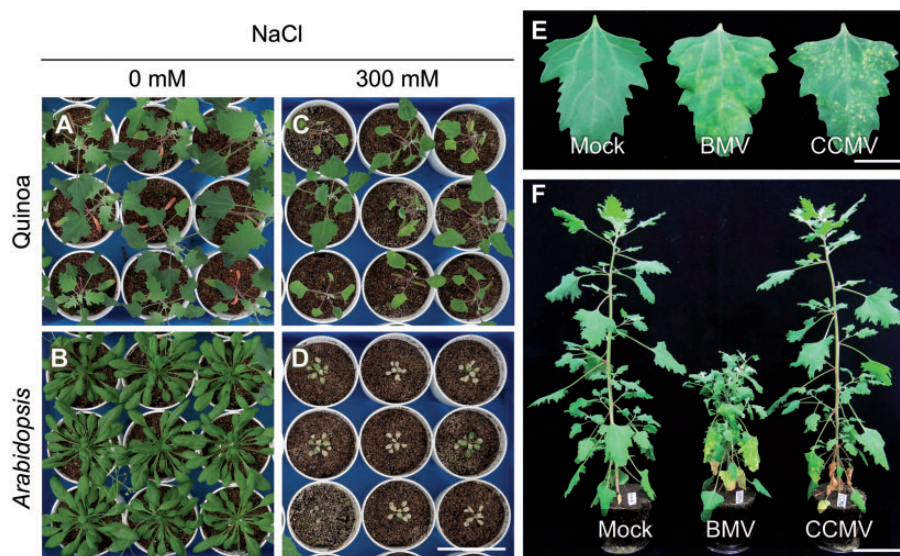 NaCl
0 mM
300 mM
Quinoa
Arabidopsis
A
B
C
D
E
Mock
BMV
CCMV
F
Mock
BMV
CCMV